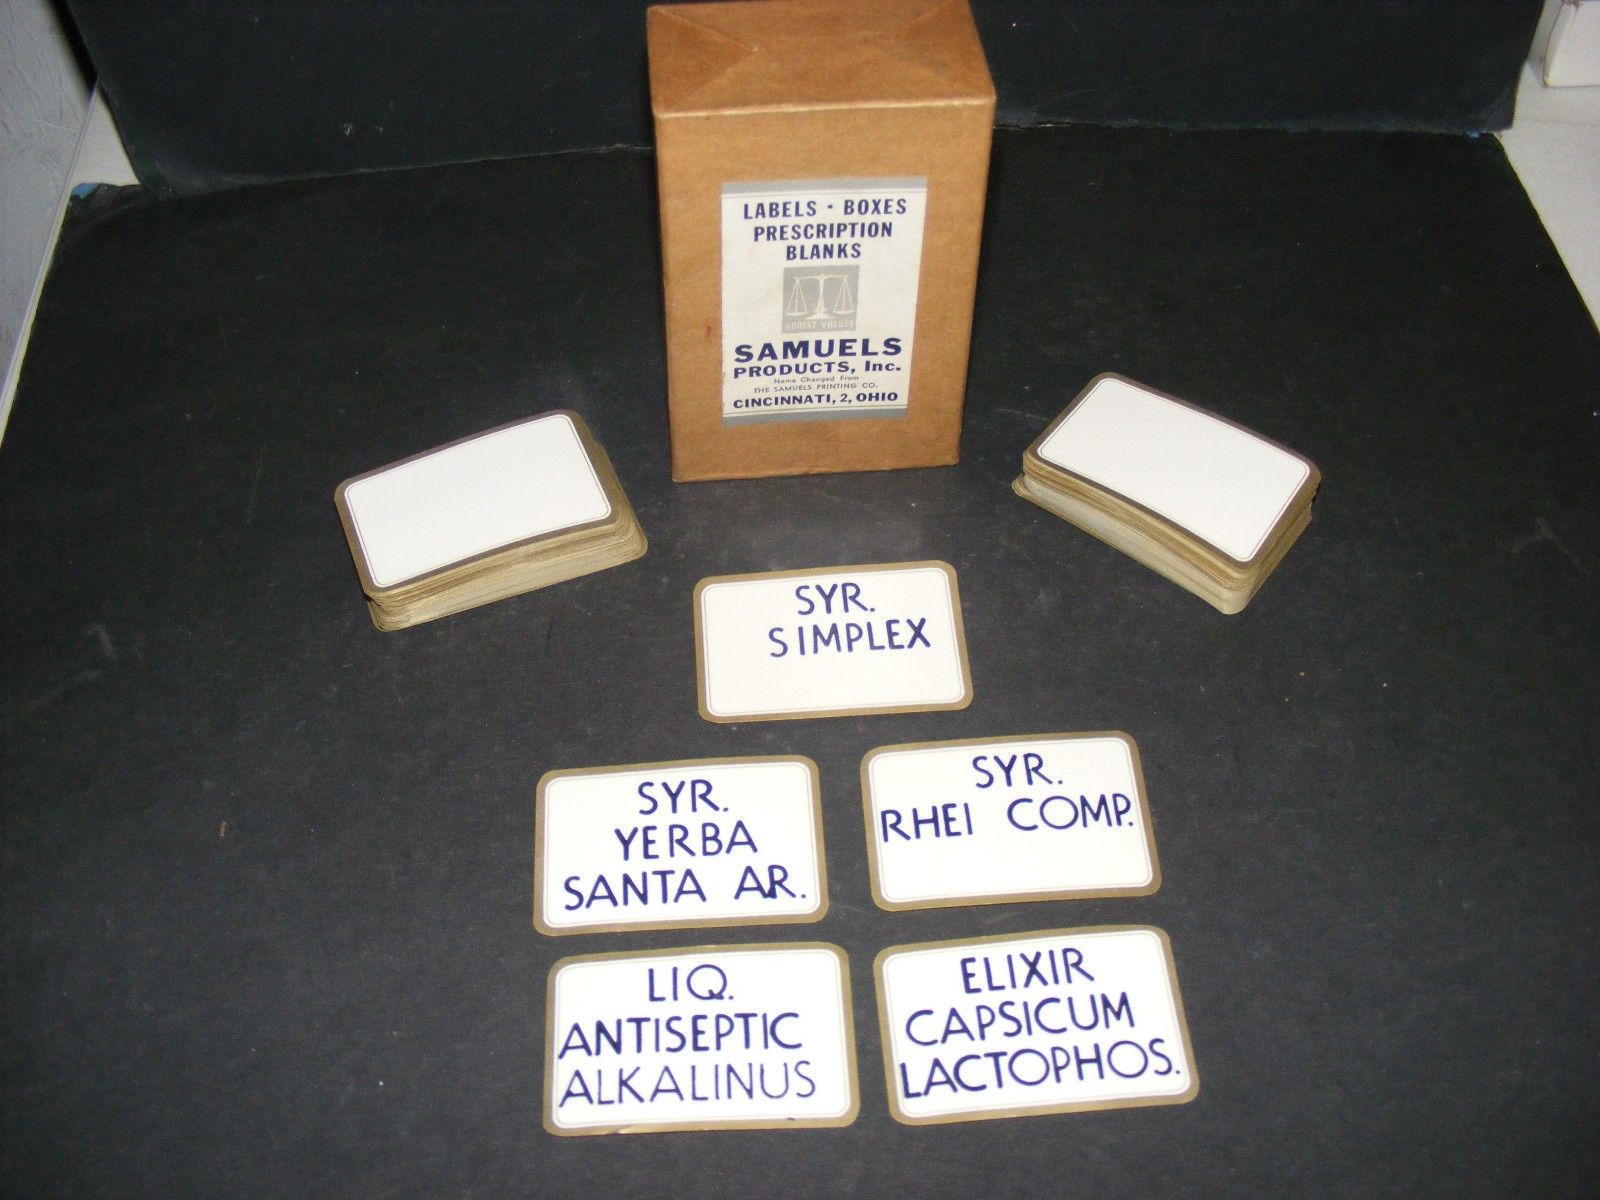 LABELS • BOXES
PRESCRIPTION
BLANKS
HONEST VALUES
SAMUELS
PRODUCTS, Inc.
Name Changed From
THE SAMUELS PRINTING CO.
CINCINNATI, 2, OHIO
SYR.
SIMPLEX
SYR.
YERBA
SANTA AR.
SYR.
RHEI COMP.
LIQ.
ANTISEPTIC
ALKALINUS
ELIXIR
CAPSICUM
LACTOPHOS.